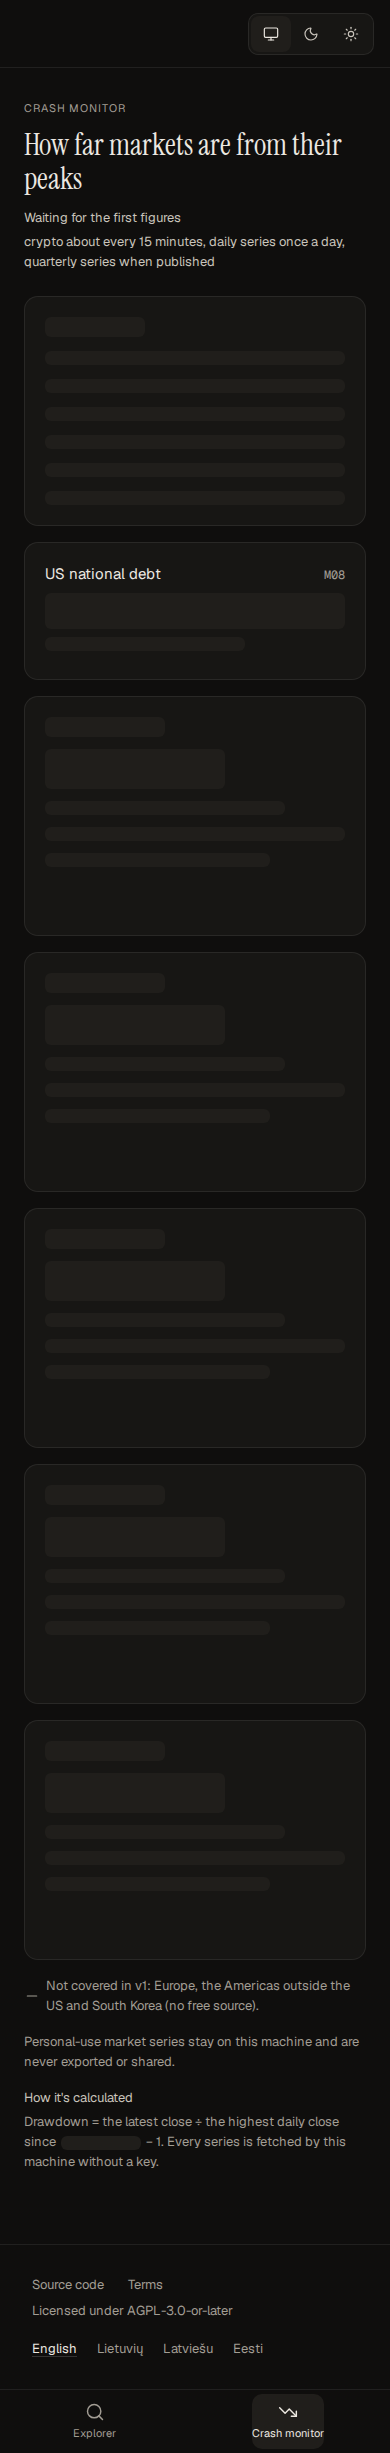 CRASH MONITOR
How far markets are from their
peaks
Waiting for the first figures
crypto about every 15 minutes, daily series once a day,
quarterly series when published
US national debt M08
— Not covered in v1: Europe, the Americas outside the
US and South Korea (no free source).
Personal-use market series stay on this machine and are
never exported or shared.
How it's calculated
Drawdown = the latest close ÷ the highest daily close
since − 1. Every series is fetched by this
machine without a key.
Source code Terms
Licensed under AGPL-3.0-or-later
English Lietuvių Latviešu Eesti
Explorer Crash monitor